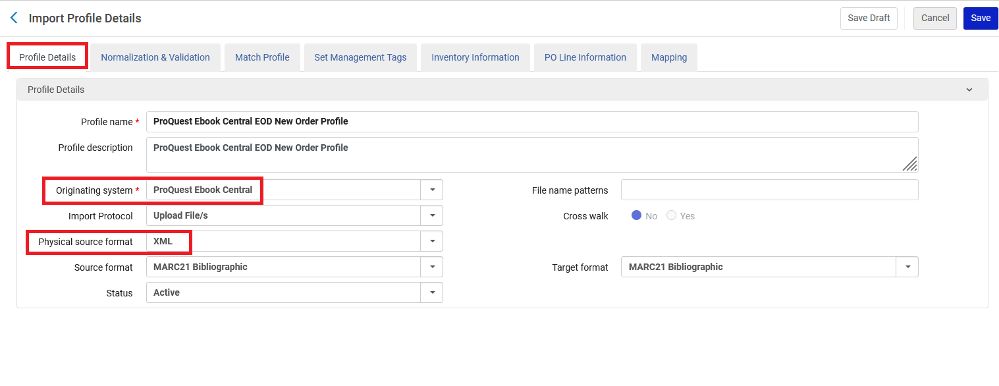 Import Profile Details
Save Draft Cancel Save
Profile Details Normalization & Validation Match Profile Set Management Tags Inventory Information PO Line Information Mapping
Profile Details
Profile name * ProQuest Ebook Central EOD New Order Profile
Profile description ProQuest Ebook Central EOD New Order Profile
Originating system * ProQuest Ebook Central File name patterns
Import Protocol Upload File/s Cross walk No Yes
Physical source format XML
Source format MARC21 Bibliographic Target format MARC21 Bibliographic
Status Active